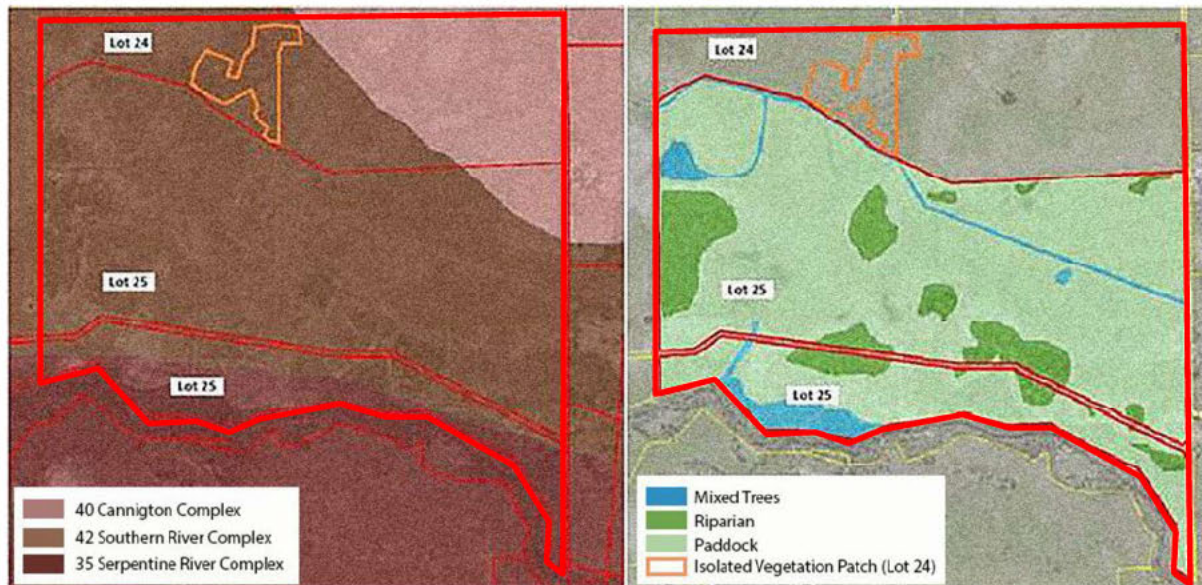 Lot 24
Lot 25
Lot 25
40 Cannigton Complex
42 Southern River Complex
35 Serpentine River Complex
Lot 24
Lot 25
Lot 25
Mixed Trees
Riparian
Paddock
Isolated Vegetation Patch (Lot 24)